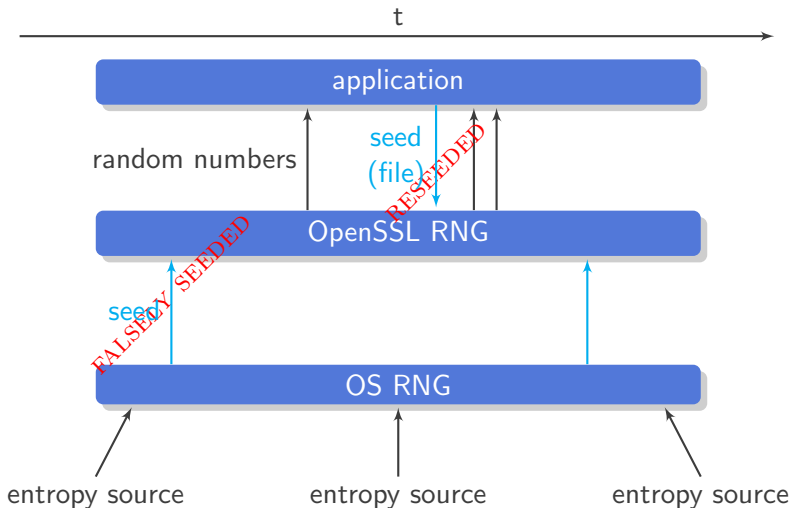 t
application
random numbers
seed
(file)
RESEEDED
OpenSSL RNG
FALSELY SEEDED
seed
OS RNG
entropy source
entropy source
entropy source